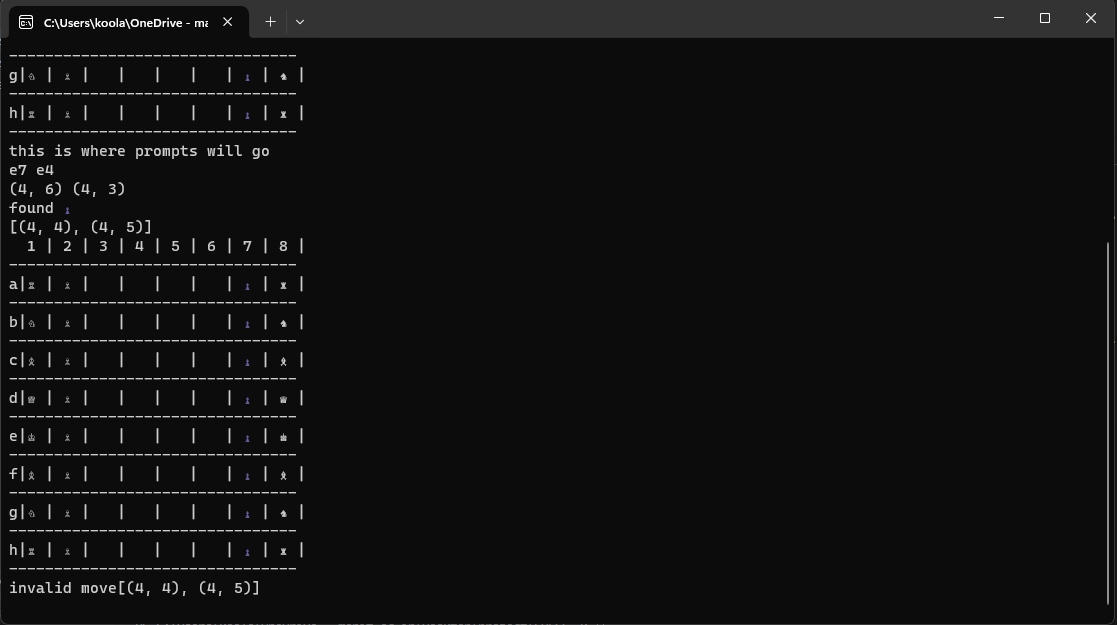 C:\Users\koola\OneDrive - ma
---------------------------------
g|♘ | ♗ |   |   |   |   | ♟ | ♞ |
---------------------------------
h|♖ | ♗ |   |   |   |   | ♟ | ♜ |
---------------------------------
this is where prompts will go
e7 e4
(4, 6) (4, 3)
found ♟
[(4, 4), (4, 5)]
1 | 2 | 3 | 4 | 5 | 6 | 7 | 8 |
---------------------------------
a|♖ | ♗ |   |   |   |   | ♟ | ♜ |
---------------------------------
b|♘ | ♗ |   |   |   |   | ♟ | ♞ |
---------------------------------
c|♗ | ♗ |   |   |   |   | ♟ | ♝ |
---------------------------------
d|♕ | ♗ |   |   |   |   | ♟ | ♛ |
---------------------------------
e|♔ | ♗ |   |   |   |   | ♟ | ♚ |
---------------------------------
f|♗ | ♗ |   |   |   |   | ♟ | ♝ |
---------------------------------
g|♘ | ♗ |   |   |   |   | ♟ | ♞ |
---------------------------------
h|♖ | ♗ |   |   |   |   | ♟ | ♜ |
---------------------------------
invalid move[(4, 4), (4, 5)]